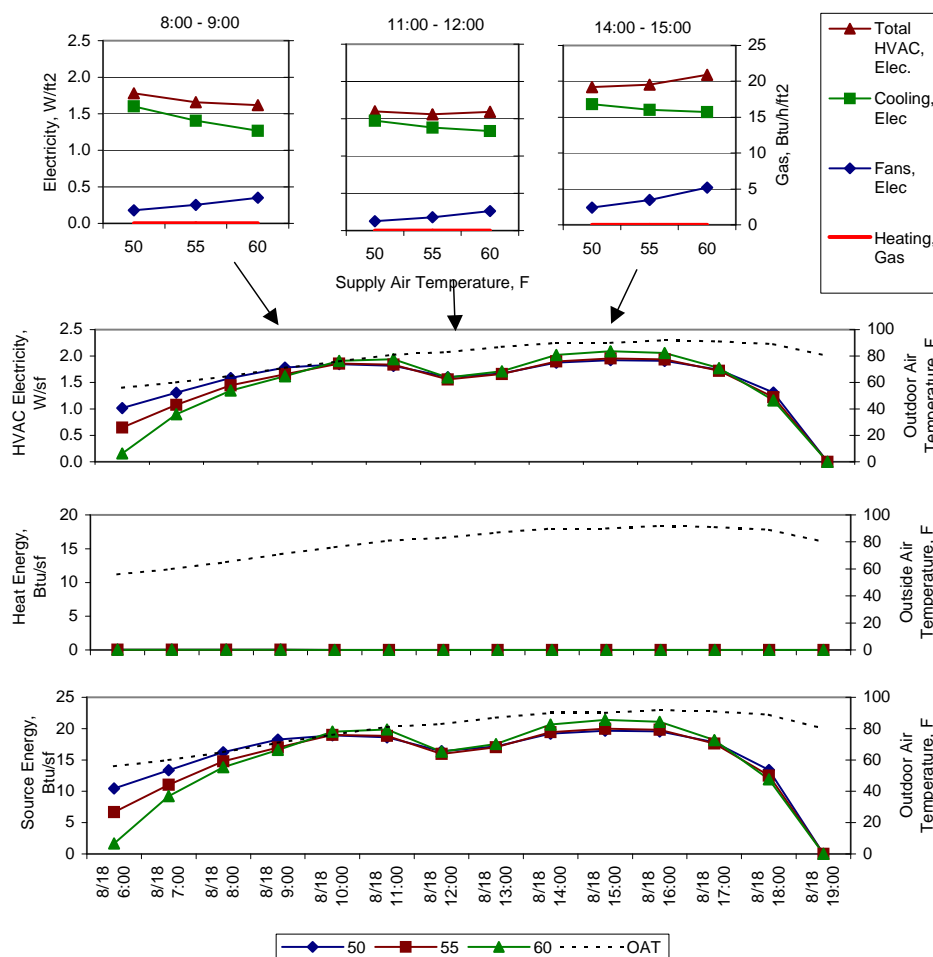 8:00 - 9:00
11:00 - 12:00
14:00 - 15:00
Electricity, W/ft2
2.5
2.0
1.5
1.0
0.5
0.0
50 55 60
50 55 60
50 55 60
25
20
15
10
5
0
Gas, Btu/h/ft2
Supply Air Temperature, F
Total
HVAC,
Elec.
Cooling,
Elec
Fans,
Elec
Heating,
Gas
HVAC Electricity,
W/sf
2.5
2.0
1.5
1.0
0.5
0.0
100
80
60
40
20
0
Outdoor Air
Temperature, F
Heat Energy,
Btu/sf
20
15
10
5
0
100
80
60
40
20
0
Outside Air
Temperature, F
Source Energy,
Btu/sf
25
20
15
10
5
0
100
80
60
40
20
0
Outdoor Air
Temperature, F
8/18 6:00
8/18 7:00
8/18 8:00
8/18 9:00
8/18 10:00
8/18 11:00
8/18 12:00
8/18 13:00
8/18 14:00
8/18 15:00
8/18 16:00
8/18 17:00
8/18 18:00
8/18 19:00
50 55 60 OAT